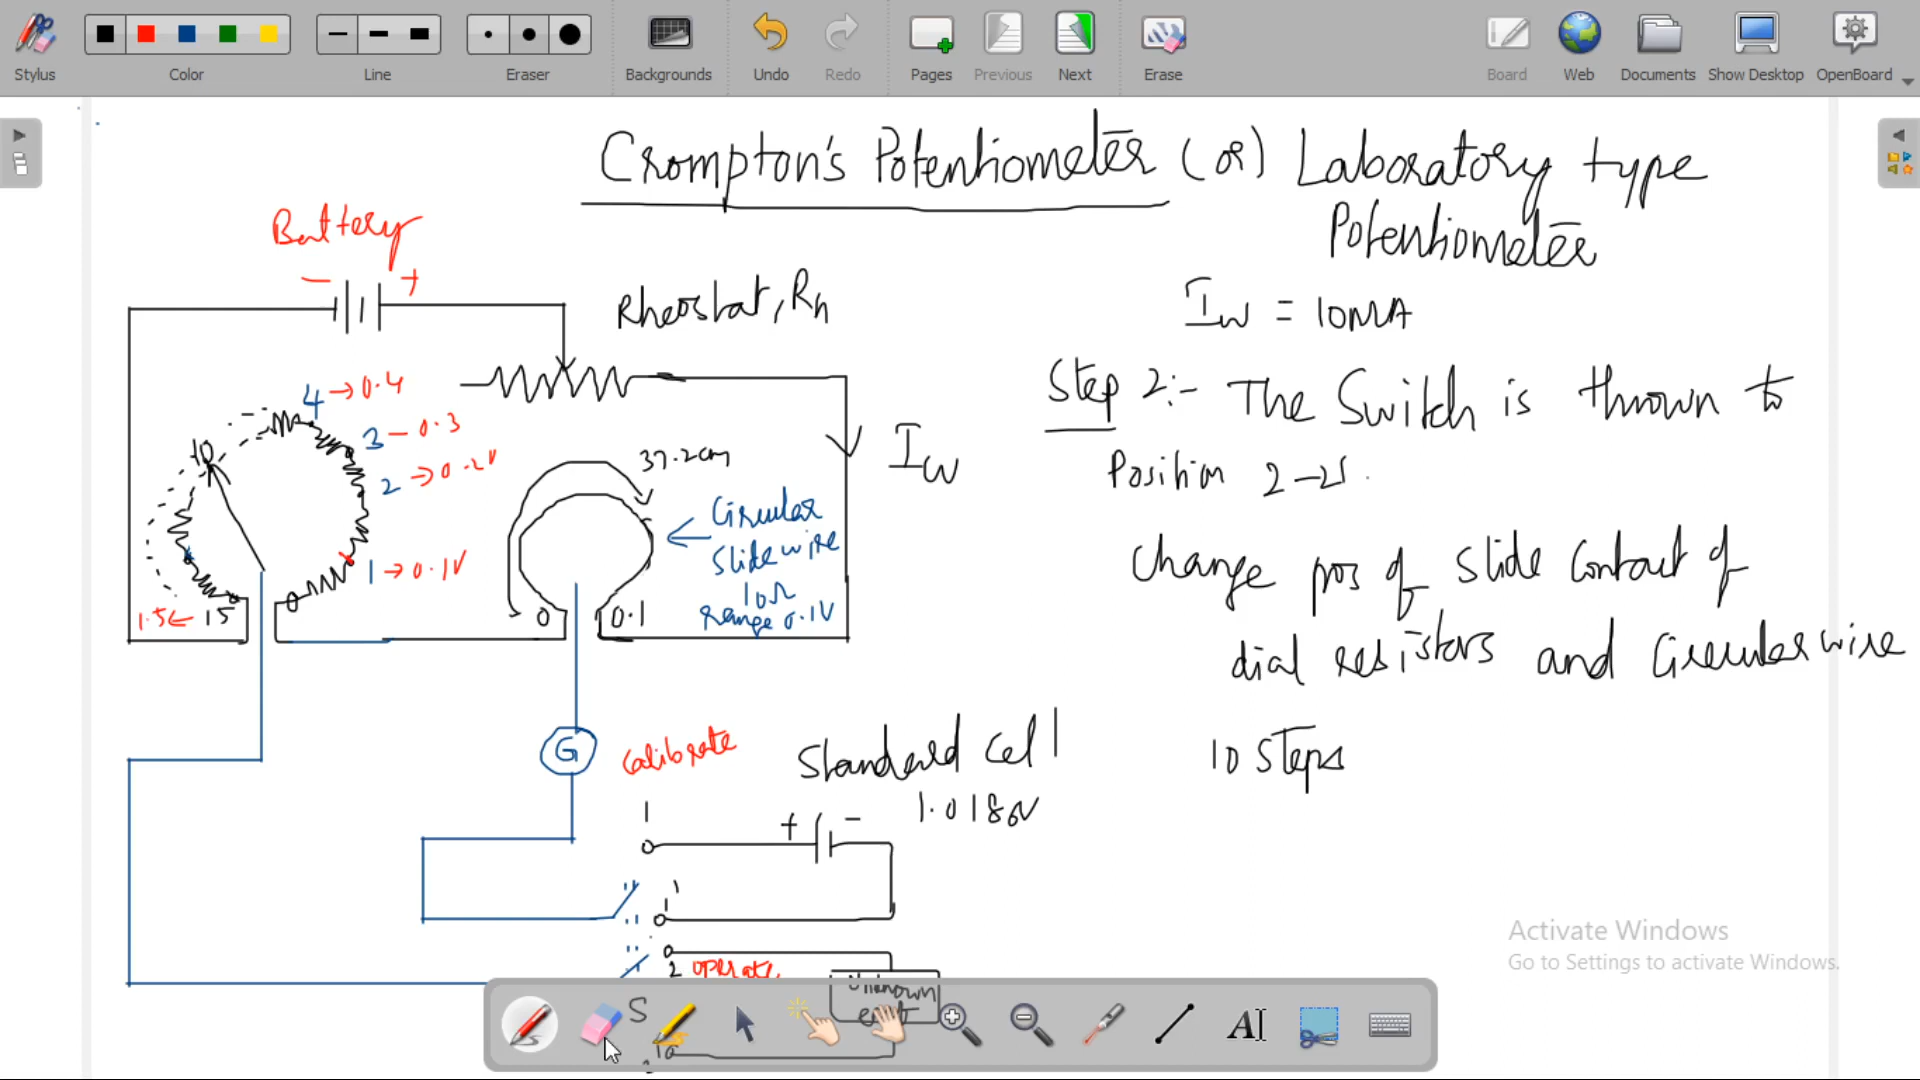 Stylus
Color
Line
Eraser
Backgrounds
Undo
Redo
Pages
Previous
Next
Erase
Board
Web
Documents
Show Desktop
OpenBoard
Crompton's Potentiometer (or) Laboratory type
Potentiometer
Battery
- +
Rheostat, Rh
Iw = 10mA
4 → 0.4
3 - 0.3
2 → 0.2V
1 → 0.1V
10
1.5 ← 15
0
37.2cm
Iw
Circular
Slide wire
10Ω
range 0.1V
0
0.1
Step 2:- The Switch is thrown to
Position 2-2'
Change pos of slide contact of
dial resistors and Circular wire
10 Steps
G
Calibrate
Standard Cell
1.0186V
1
+ -
1'
2 operate
Unknown
emf
S
Activate Windows
Go to Settings to activate Windows.